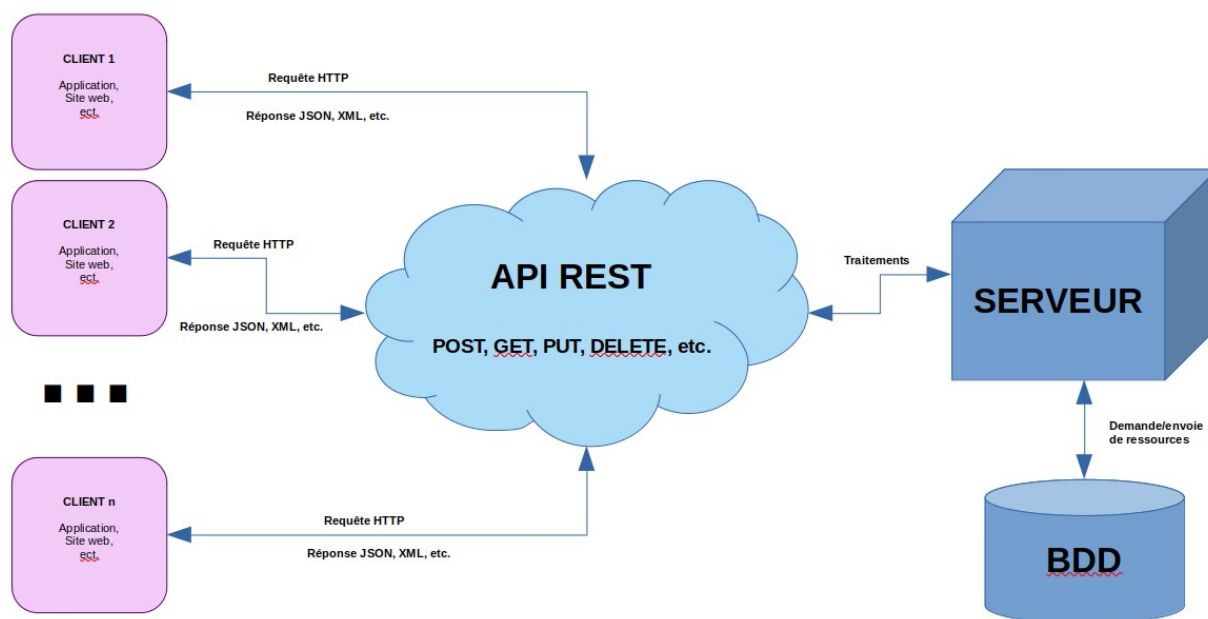 CLIENT 1
Application,
Site web,
ect.
Requête HTTP
Réponse JSON, XML, etc.
CLIENT 2
Application,
Site web,
ect.
Requête HTTP
Réponse JSON, XML, etc.
API REST
POST, GET, PUT, DELETE, etc.
Traitements
SERVEUR
Demande/envoie
de ressources
BDD
CLIENT n
Application,
Site web,
ect.
Requête HTTP
Réponse JSON, XML, etc.